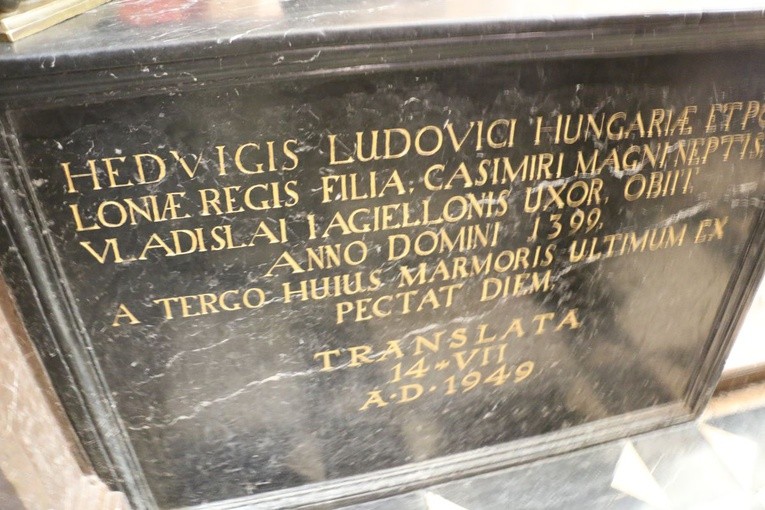 HEDVVIGIS LUDOVICI HUNGARIÆ ET PO
LONIÆ REGIS FILIA, CASIMIRI MAGNI NEPTIS,
VLADISLAI IAGIELLONIS UXOR, OBIIT
ANNO DOMINI 1399,
A TERGO HUIUS MARMORIS ULTIMUM EX
PECTAT DIEM.
TRANSLATA
14-VII
A·D·1949